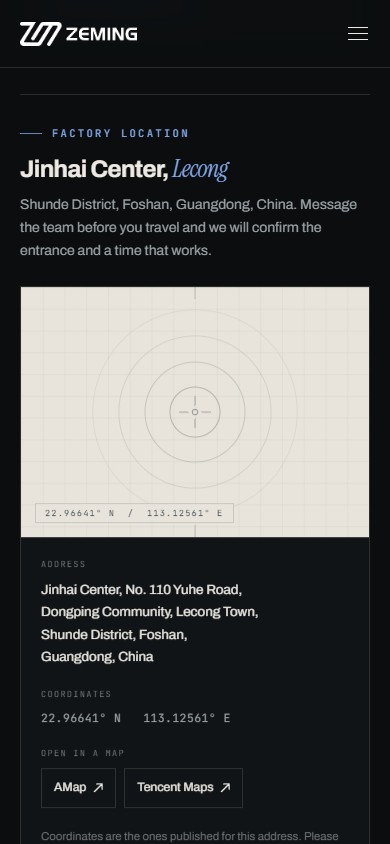 ZEMING
FACTORY LOCATION
Jinhai Center, Lecong
Shunde District, Foshan, Guangdong, China. Message
the team before you travel and we will confirm the
entrance and a time that works.
22.96641° N / 113.12561° E
ADDRESS
Jinhai Center, No. 110 Yuhe Road,
Dongping Community, Lecong Town,
Shunde District, Foshan,
Guangdong, China
COORDINATES
22.96641° N 113.12561° E
OPEN IN A MAP
AMap ↗ Tencent Maps ↗
Coordinates are the ones published for this address. Please